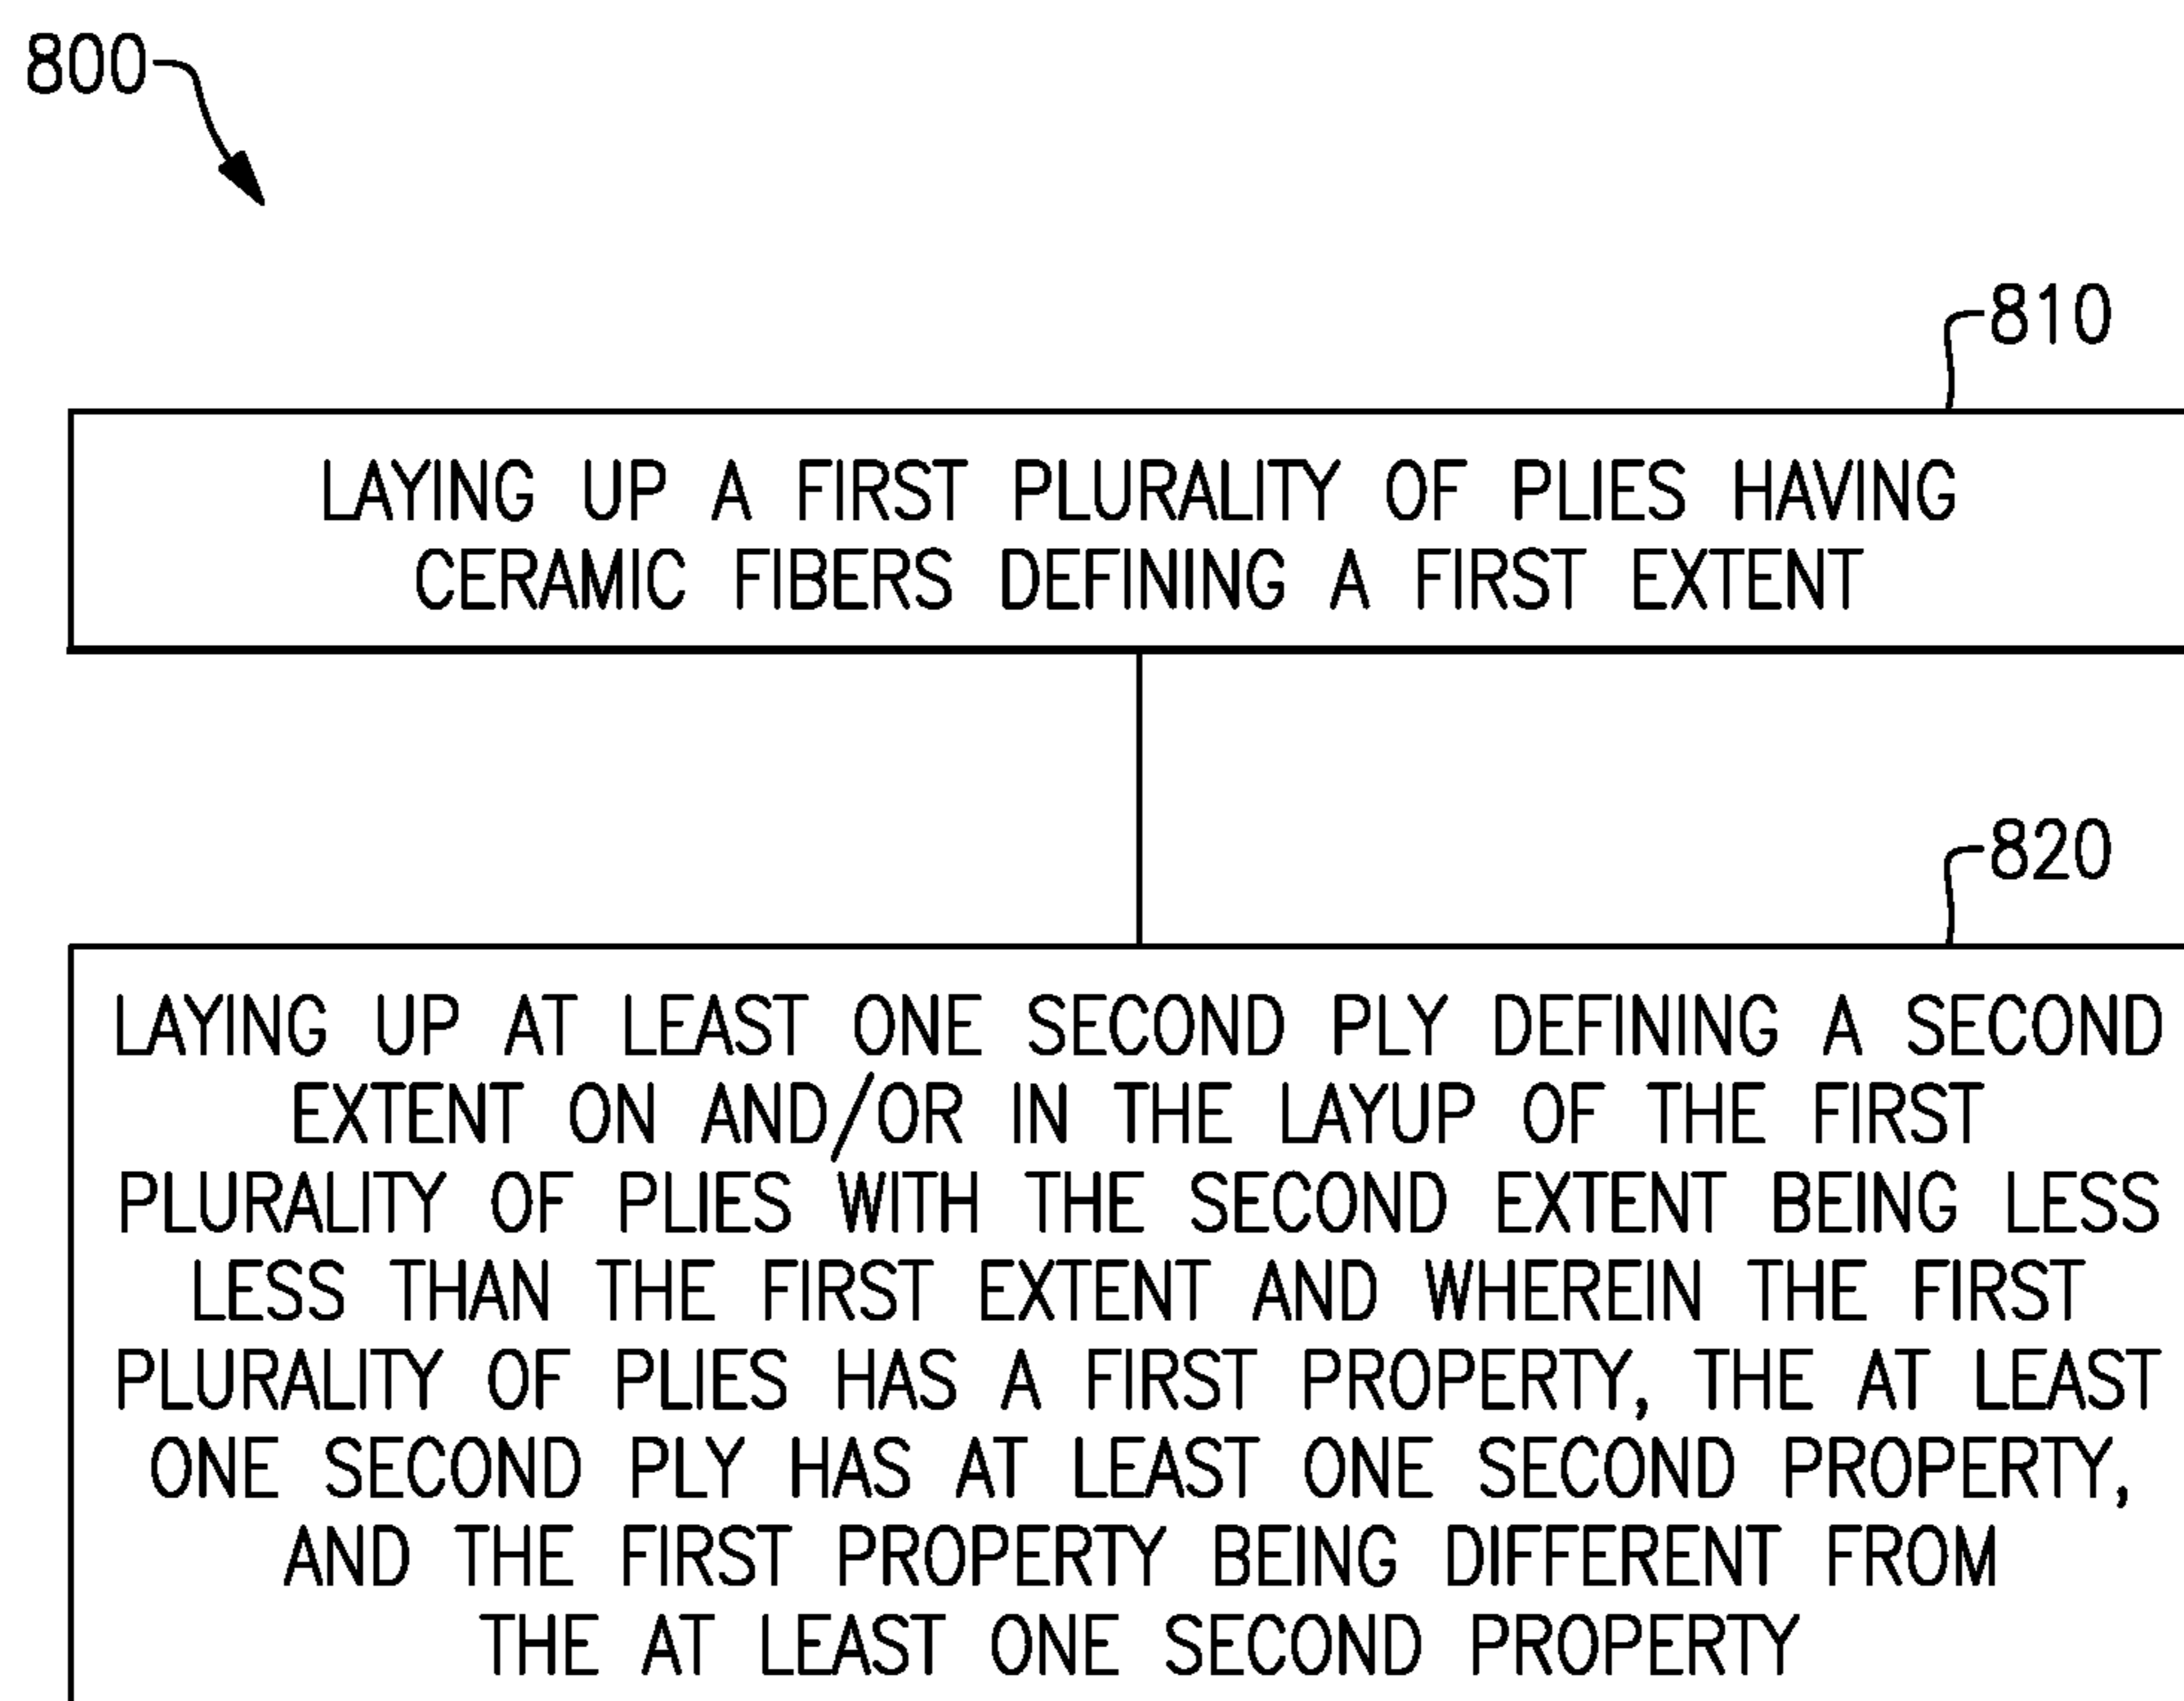 800
810
LAYING UP A FIRST PLURALITY OF PLIES HAVING
CERAMIC FIBERS DEFINING A FIRST EXTENT
820
LAYING UP AT LEAST ONE SECOND PLY DEFINING A SECOND
EXTENT ON AND/OR IN THE LAYUP OF THE FIRST
PLURALITY OF PLIES WITH THE SECOND EXTENT BEING LESS
LESS THAN THE FIRST EXTENT AND WHEREIN THE FIRST
PLURALITY OF PLIES HAS A FIRST PROPERTY, THE AT LEAST
ONE SECOND PLY HAS AT LEAST ONE SECOND PROPERTY,
AND THE FIRST PROPERTY BEING DIFFERENT FROM
THE AT LEAST ONE SECOND PROPERTY